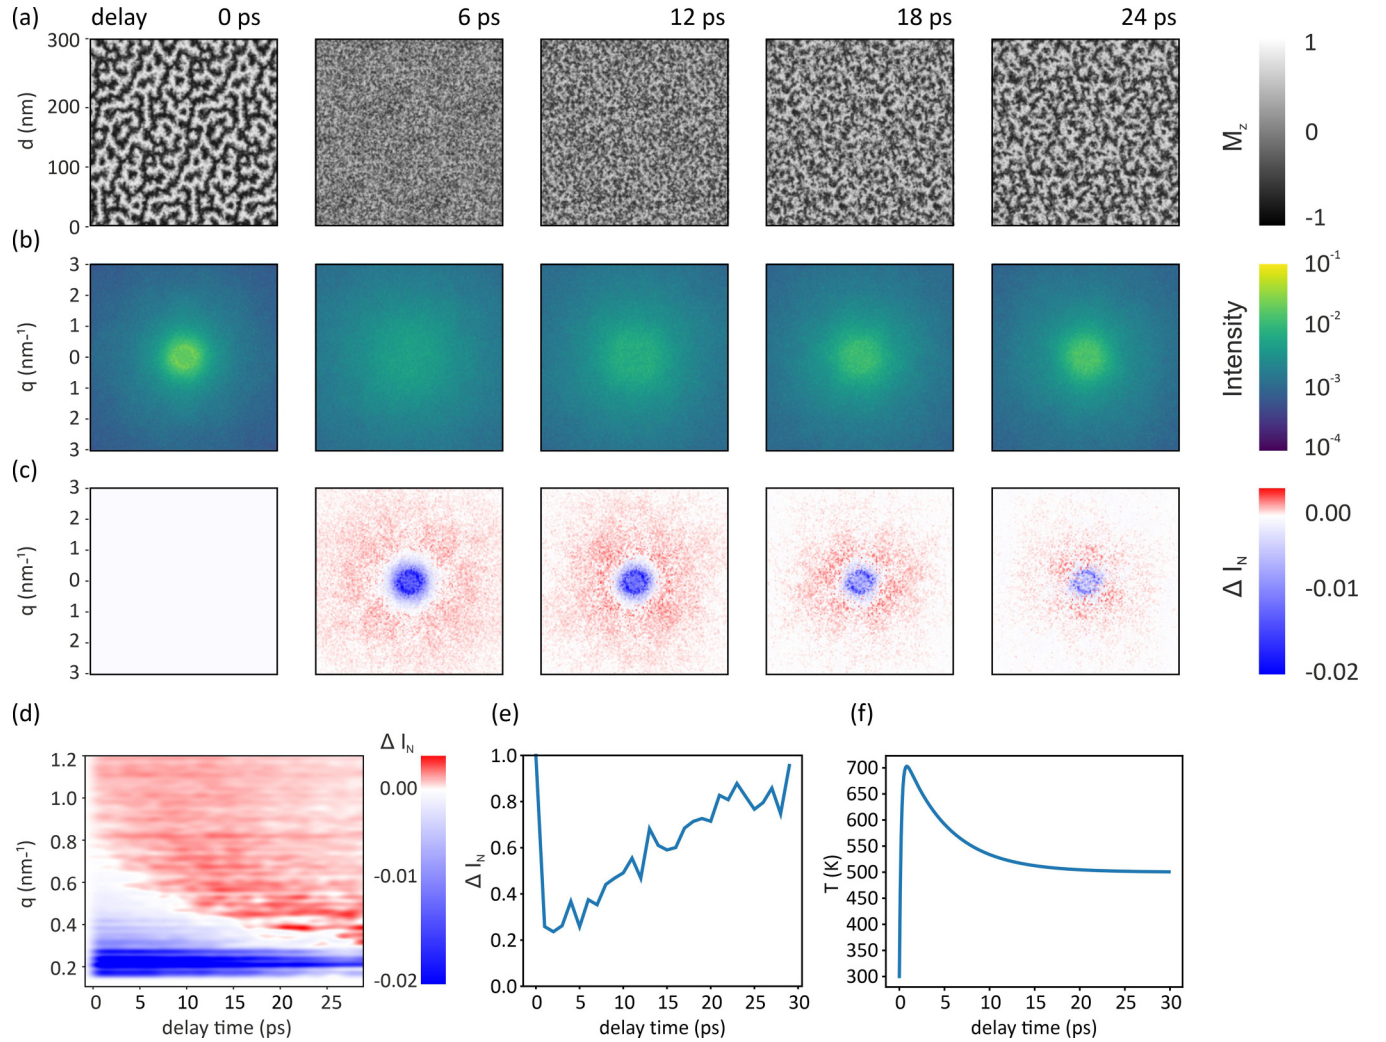 (a) delay 0 ps 6 ps 12 ps 18 ps 24 ps
300
200
100
0
d (nm)
1
0
-1
M_z
(b)
3
2
1
0
1
2
3
q (nm⁻¹)
10⁻¹
10⁻²
10⁻³
10⁻⁴
Intensity
(c)
3
2
1
0
1
2
3
q (nm⁻¹)
0.00
-0.01
-0.02
Δ I_N
(d)
Δ I_N
1.2
1.0
0.8
0.6
0.4
0.2
q (nm⁻¹)
0 5 10 15 20 25
delay time (ps)
0.00
-0.01
-0.02
(e)
1.0
0.8
0.6
0.4
0.2
0.0
Δ I_N
0 5 10 15 20 25 30
delay time (ps)
(f)
700
650
600
550
500
450
400
350
300
T (K)
0 5 10 15 20 25 30
delay time (ps)